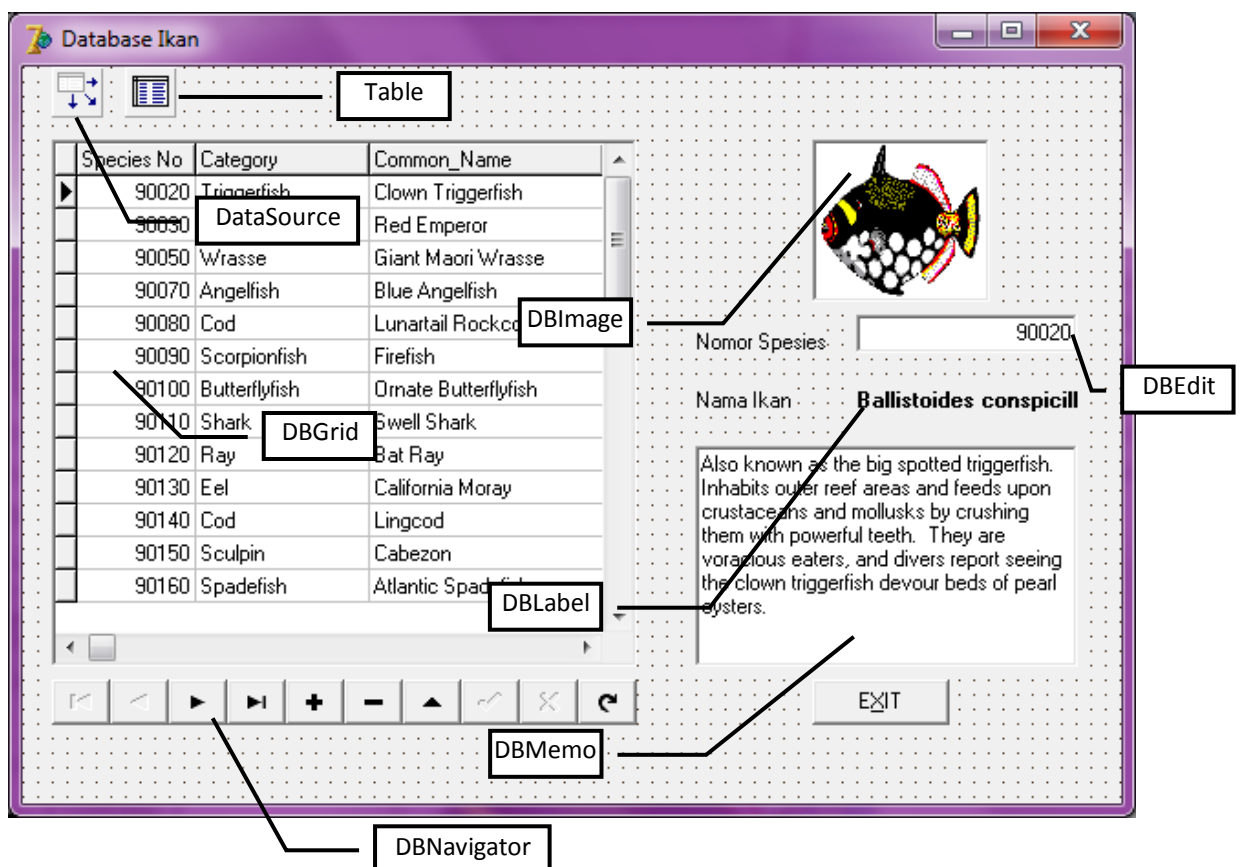 Database Ikan
Table
Species No Category Common_Name
90020 Triggerfish Clown Triggerfish
DataSource
90030 Red Emperor
90050 Wrasse Giant Maori Wrasse
90070 Angelfish Blue Angelfish
DBImage
90080 Cod Lunartail Rockco
90090 Scorpionfish Firefish
90100 Butterflyfish Ornate Butterflyfish
90110 Shark Swell Shark
DBGrid
90120 Ray Bat Ray
90130 Eel California Moray
90140 Cod Lingcod
90150 Sculpin Cabezon
90160 Spadefish Atlantic
DBLabel
Nomor Spesies 90020
DBEdit
Nama Ikan Ballistoides conspicill
Also known as the big spotted triggerfish.
Inhabits outer reef areas and feeds upon
crustaceans and mollusks by crushing
them with powerful teeth. They are
voracious eaters, and divers report seeing
the clown triggerfish devour beds of pearl
oysters.
EXIT
DBMemo
DBNavigator